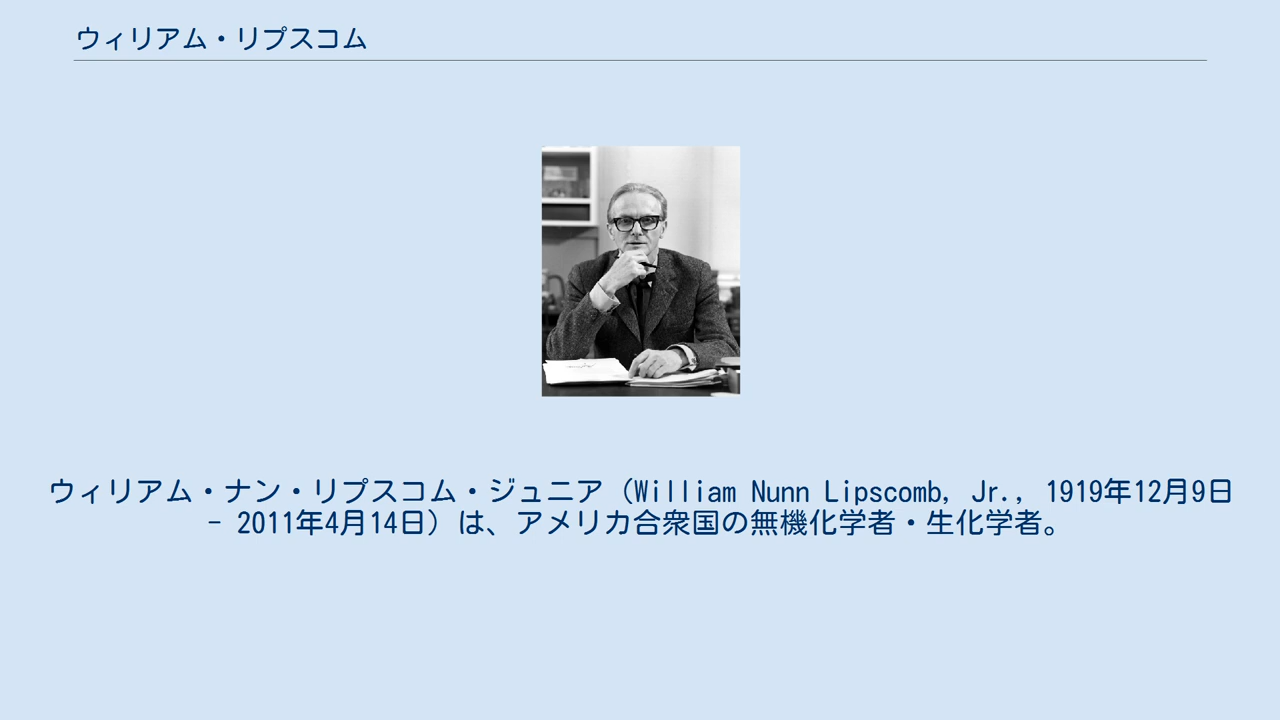 ウィリアム・リプスコム
ウィリアム・ナン・リプスコム・ジュニア（William Nunn Lipscomb, Jr., 1919年12月9日
- 2011年4月14日）は、アメリカ合衆国の無機化学者・生化学者。